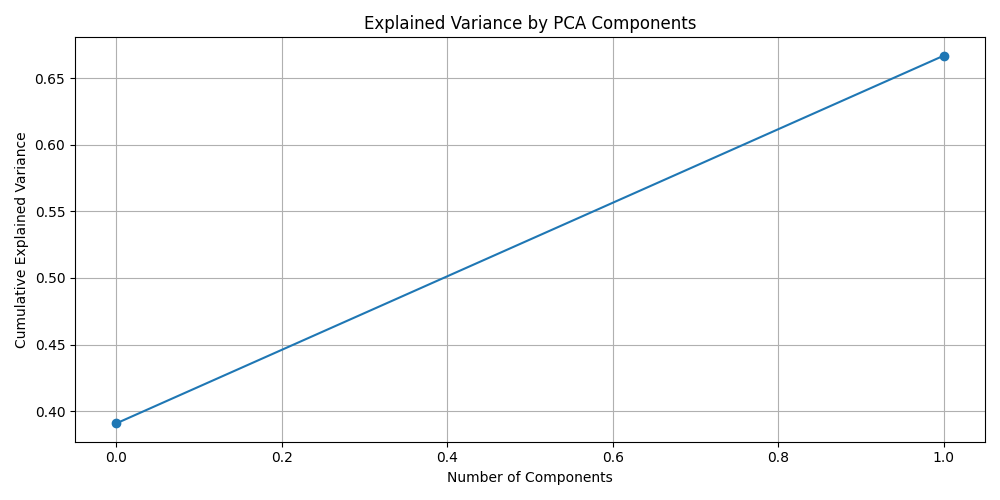 Explained Variance by PCA Components
Cumulative Explained Variance
0.65
0.60
0.55
0.50
0.45
0.40
0.0 0.2 0.4 0.6 0.8 1.0
Number of Components